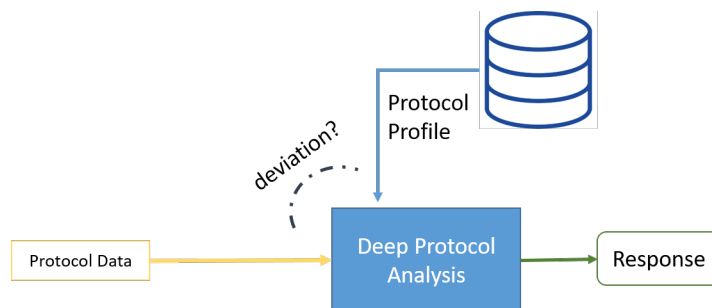 Protocol
Profile
deviation?
Protocol Data
Deep Protocol
Analysis
Response